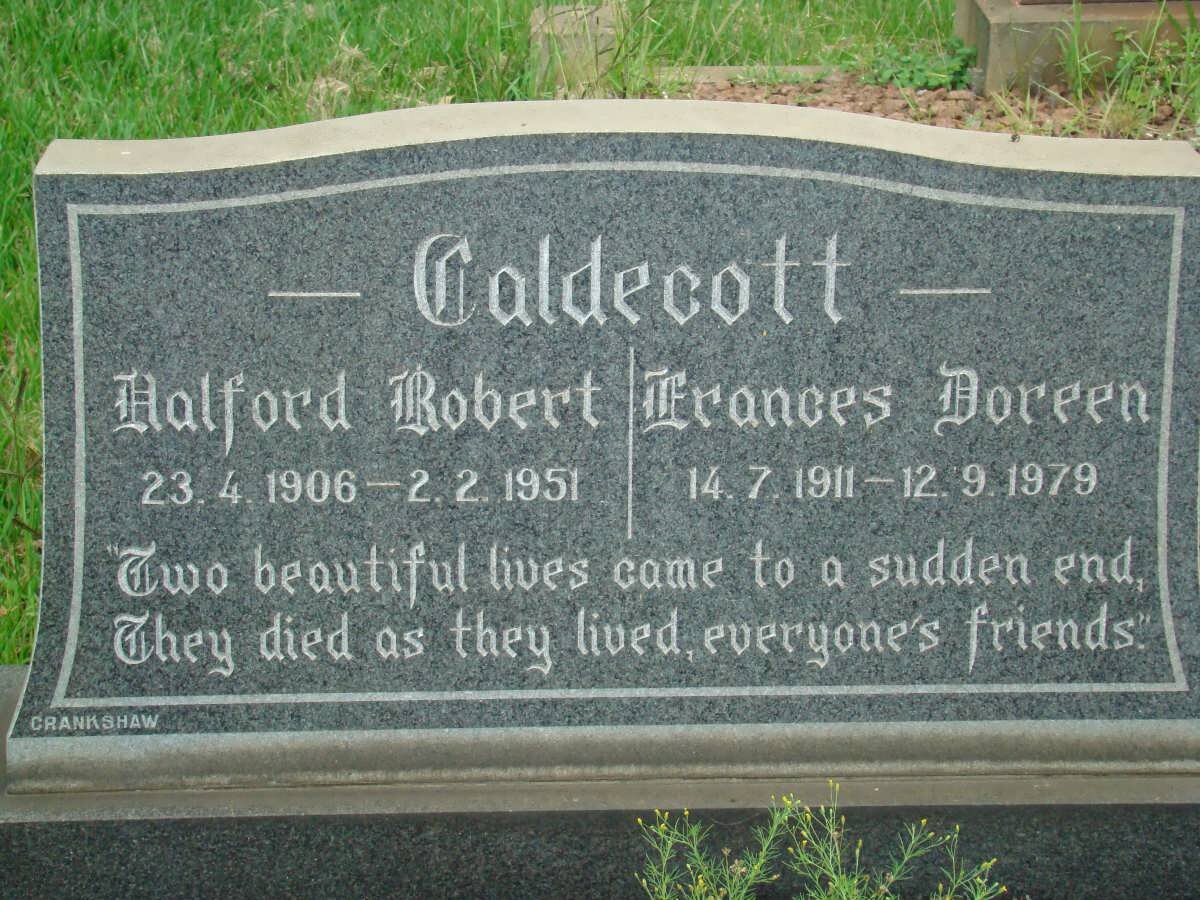 — Caldecott —
Halford Robert
23. 4. 1906 – 2. 2. 1951
Frances Doreen
14. 7. 1911 – 12. 9. 1979
"Two beautiful lives came to a sudden end,
They died as they lived, everyone's friends."
CRANKSHAW